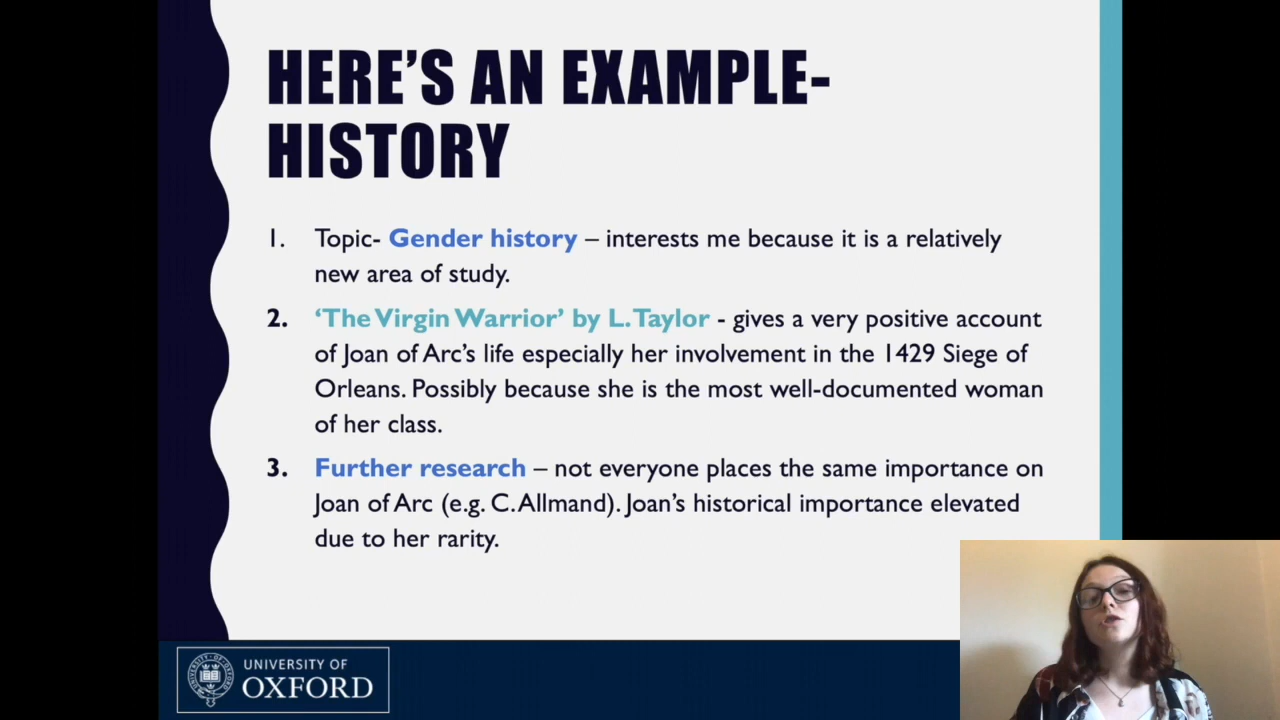 HERE'S AN EXAMPLE-
HISTORY
1. Topic- Gender history – interests me because it is a relatively
new area of study.
2. ‘The Virgin Warrior’ by L. Taylor - gives a very positive account
of Joan of Arc’s life especially her involvement in the 1429 Siege of
Orleans. Possibly because she is the most well-documented woman
of her class.
3. Further research – not everyone places the same importance on
Joan of Arc (e.g. C. Allmand). Joan’s historical importance elevated
due to her rarity.
UNIVERSITY OF
OXFORD